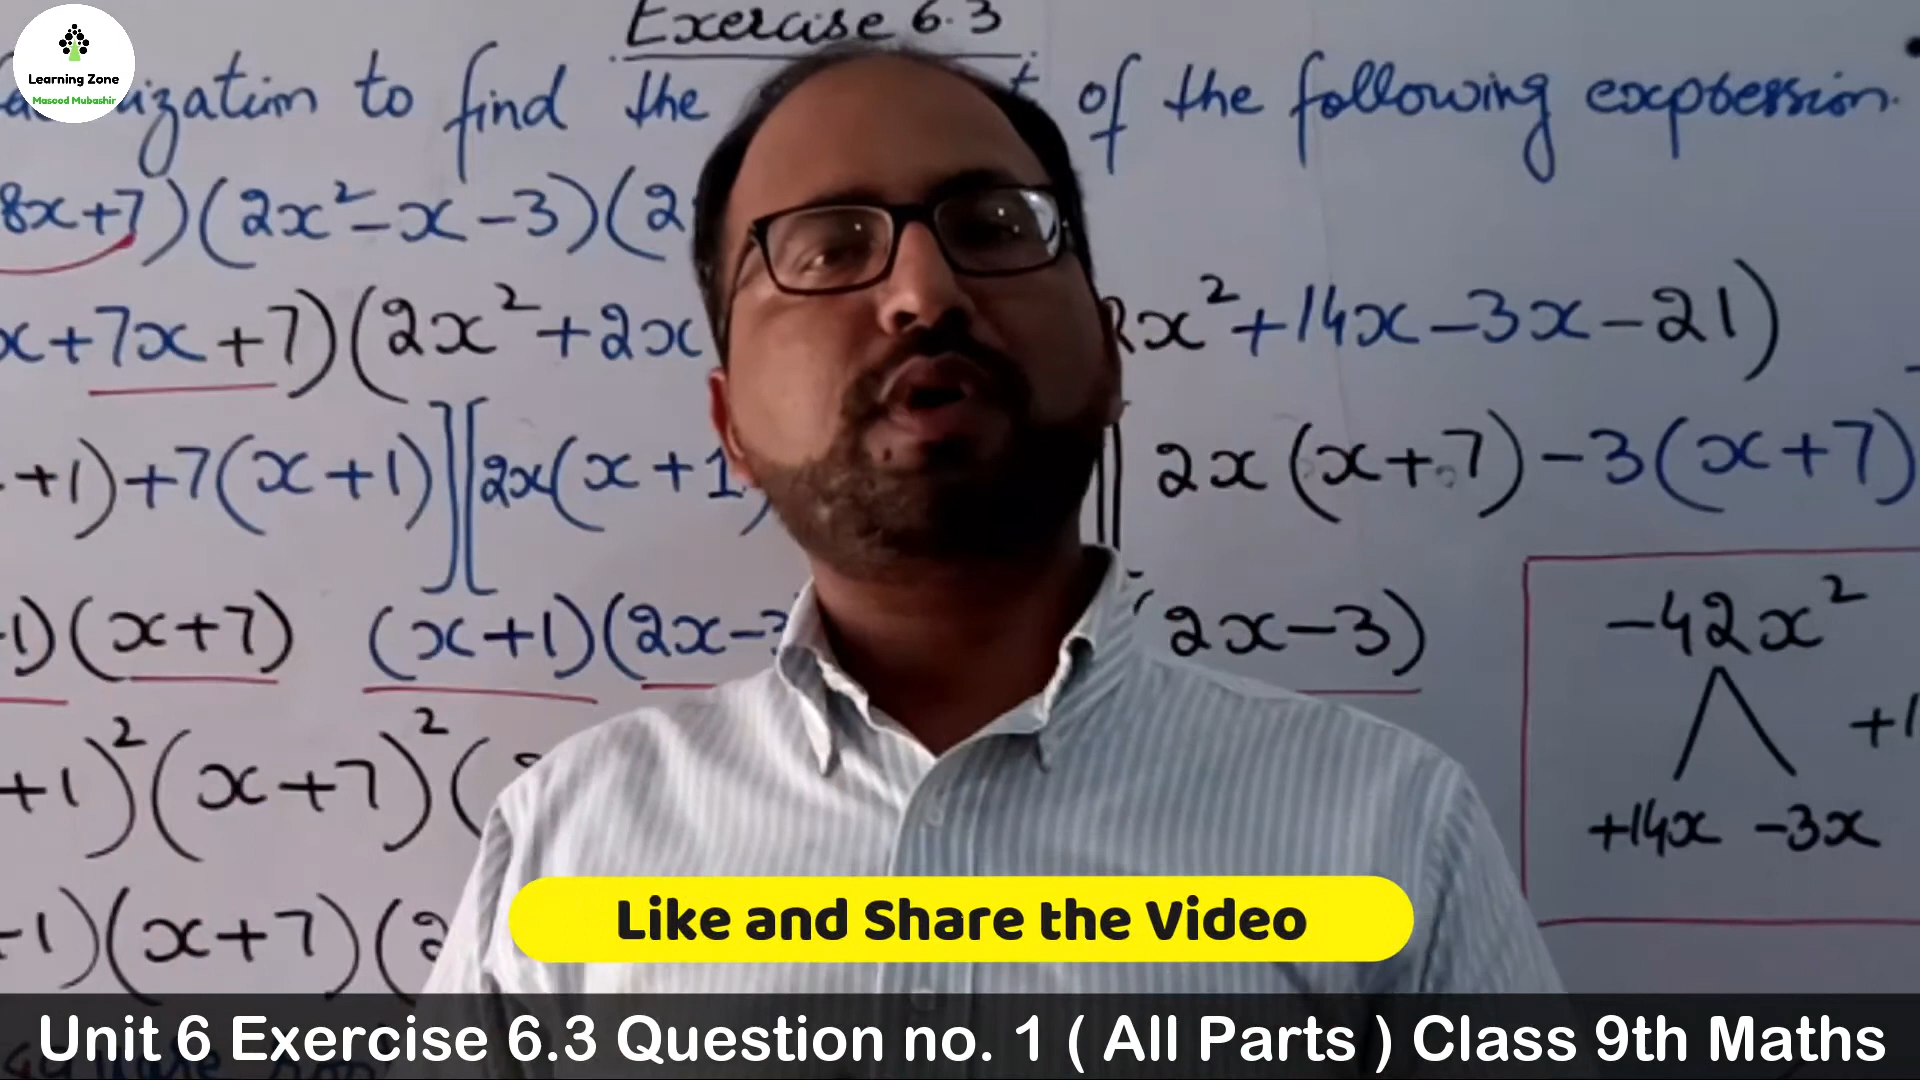 Learning Zone
Masood Mubashir
Exercise 6.3
to find the of the following expression.
8x+7)(2x²-x-3)(2
x+7x+7)(2x²+2x 2x²+14x-3x-21)
+1)+7(x+1)][2x(x+1 2x(x+7)-3(x+7)
1)(x+7) (x+1)(2x-3 (2x-3)
-42x²
+1)²(x+7)²( +1
+14x -3x
+1)(x+7)(2
Like and Share the Video
Unit 6 Exercise 6.3 Question no. 1 ( All Parts ) Class 9th Maths